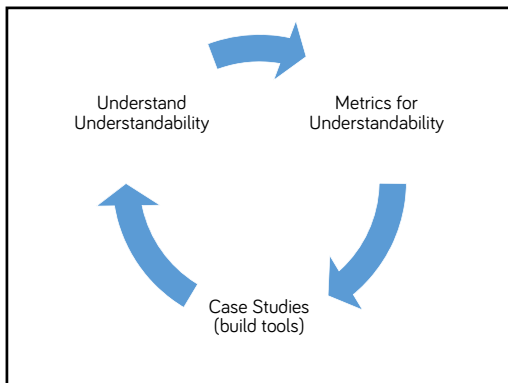 Understand
Understandability
Metrics for
Understandability
Case Studies
(build tools)